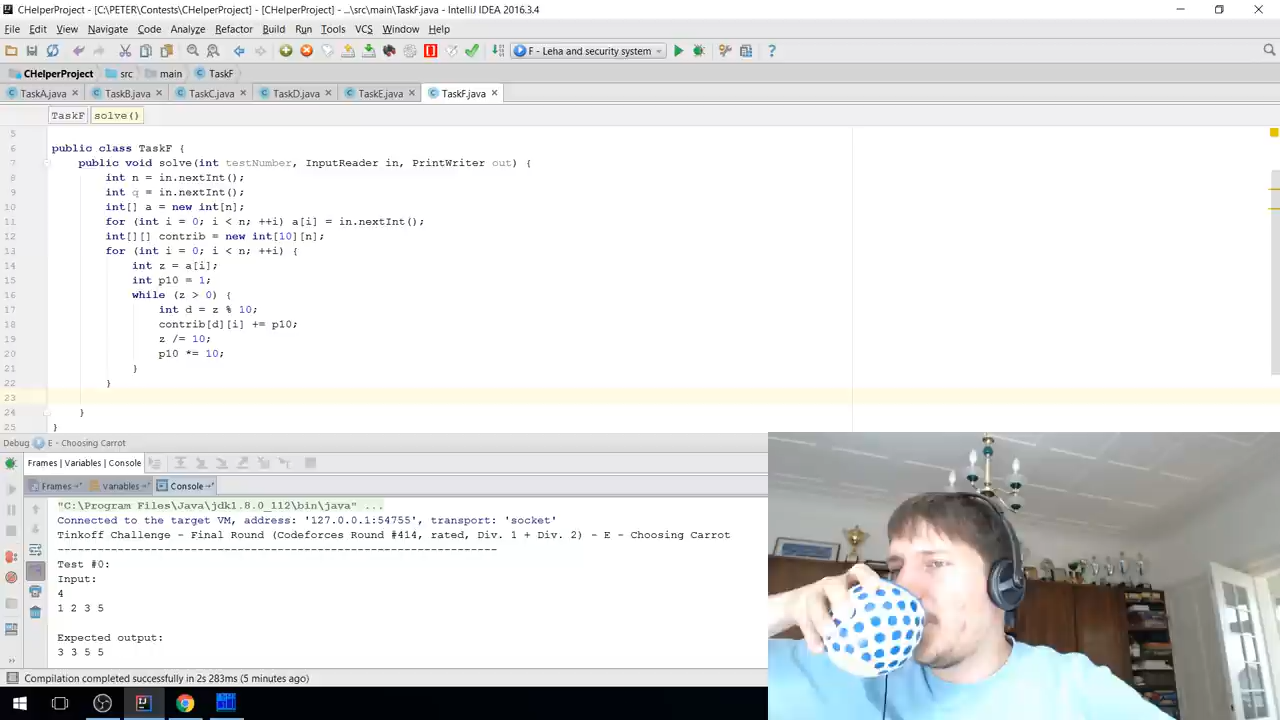 CHelperProject - [C:\PETER\Contests\CHelperProject] - [CHelperProject] - ...\src\main\TaskF.java - IntelliJ IDEA 2016.3.4
File Edit View Navigate Code Analyze Refactor Build Run Tools VCS Window Help
F - Leha and security system
CHelperProject src main TaskF
TaskA.java TaskB.java TaskC.java TaskD.java TaskE.java TaskF.java
TaskF solve()
5
6 public class TaskF {
7 public void solve(int testNumber, InputReader in, PrintWriter out) {
8 int n = in.nextInt();
9 int q = in.nextInt();
10 int[] a = new int[n];
11 for (int i = 0; i < n; ++i) a[i] = in.nextInt();
12 int[][] contrib = new int[10][n];
13 for (int i = 0; i < n; ++i) {
14 int z = a[i];
15 int p10 = 1;
16 while (z > 0) {
17 int d = z % 10;
18 contrib[d][i] += p10;
19 z /= 10;
20 p10 *= 10;
21 }
22 }
23
24 }
25 }
Debug E - Choosing Carrot
Frames | Variables | Console
Frames Variables Console
"C:\Program Files\Java\jdk1.8.0_112\bin\java" ...
Connected to the target VM, address: '127.0.0.1:54755', transport: 'socket'
Tinkoff Challenge - Final Round (Codeforces Round #414, rated, Div. 1 + Div. 2) - E - Choosing Carrot
------------------------------------------------------------------
Test #0:
Input:
4
1 2 3 5
Expected output:
3 3 5 5
Compilation completed successfully in 2s 283ms (5 minutes ago)